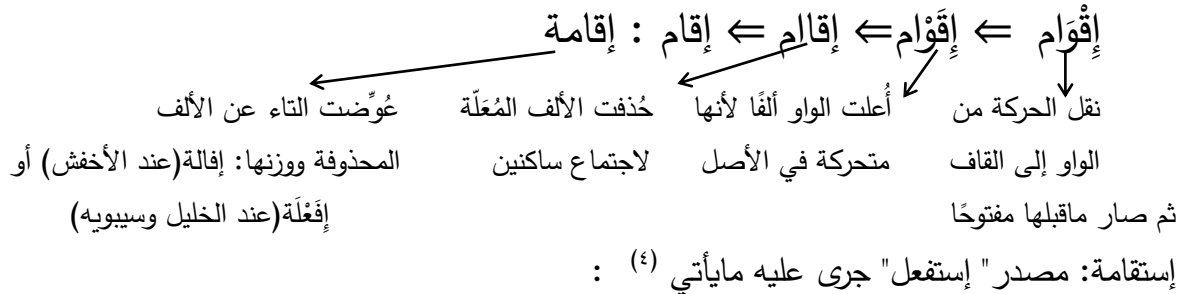 إِقْوَام ⇐ إِقَوْام ⇐ إقاام ⇐ إقام : إقامة
نقل الحركة من أُعلت الواو ألفًا لأنها حُذفت الألف المُعَلّة عُوِّضت التاء عن الألف
الواو إلى القاف متحركة في الأصل لاجتماع ساكنين المحذوفة ووزنها: إفالة(عند الأخفش) أو
ثم صار ماقبلها مفتوحًا إِفَعْلَة(عند الخليل وسيبويه)
إستقامة: مصدر" إستفعل" جرى عليه مايأتي (٤) :